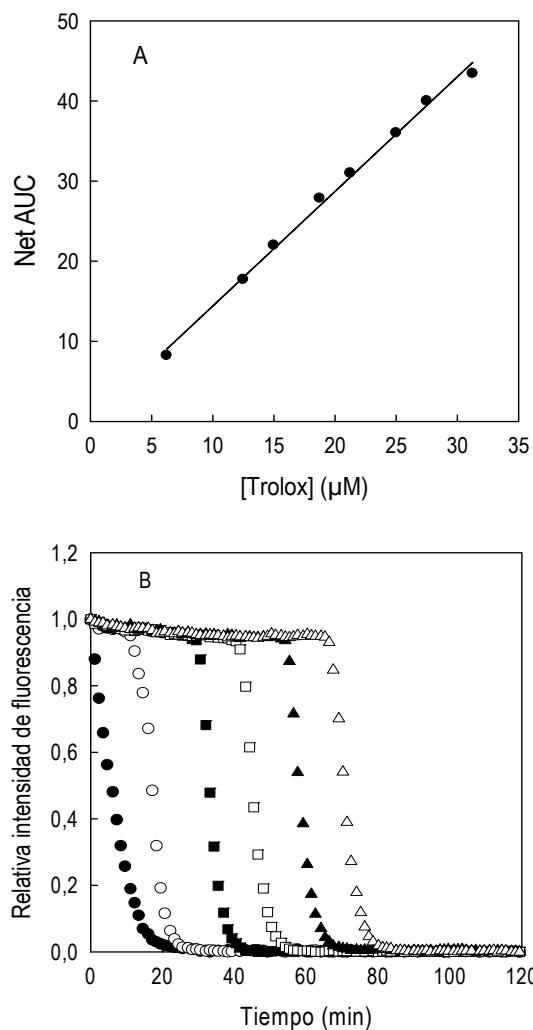 50
A
40
30
20
10
0
Net AUC
0 5 10 15 20 25 30 35
[Trolox] (µM)
1,2
B
1,0
0,8
0,6
0,4
0,2
0,0
Relativa intensidad de fluorescencia
0 20 40 60 80 100 120
Tiempo (min)